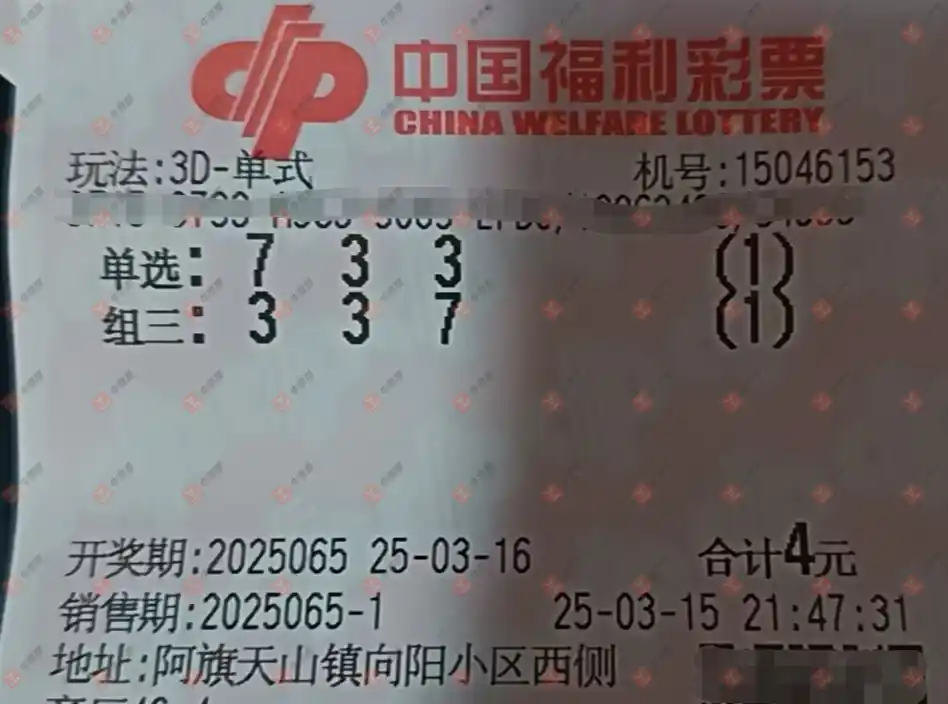 中国福利彩票
CHINA WELFARE LOTTERY
玩法:3D-单式 机号:15046153
单选: 7 3 3 (1)
组三: 3 3 7 (1)
开奖期:2025065 25-03-16 合计4元
销售期:2025065-1 25-03-15 21:47:31
地址:阿旗天山镇向阳小区西侧